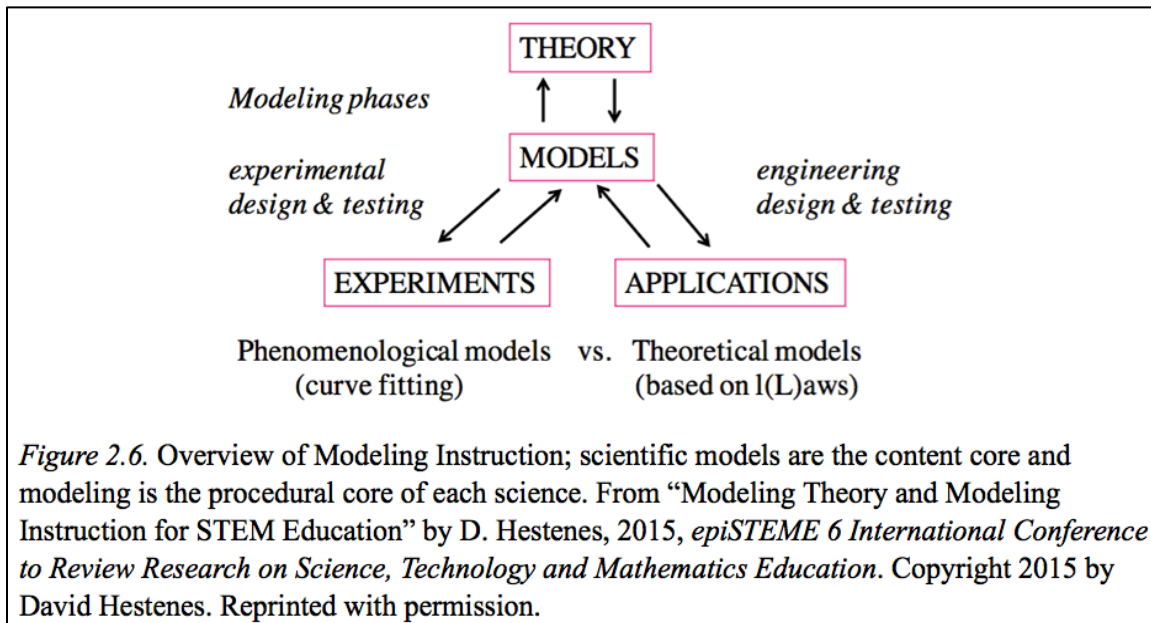 THEORY
Modeling phases
MODELS
experimental
design & testing
engineering
design & testing
EXPERIMENTS
APPLICATIONS
Phenomenological models vs. Theoretical models
(curve fitting) (based on l(L)aws)
Figure 2.6. Overview of Modeling Instruction; scientific models are the content core and
modeling is the procedural core of each science. From “Modeling Theory and Modeling
Instruction for STEM Education” by D. Hestenes, 2015, epiSTEME 6 International Conference
to Review Research on Science, Technology and Mathematics Education. Copyright 2015 by
David Hestenes. Reprinted with permission.